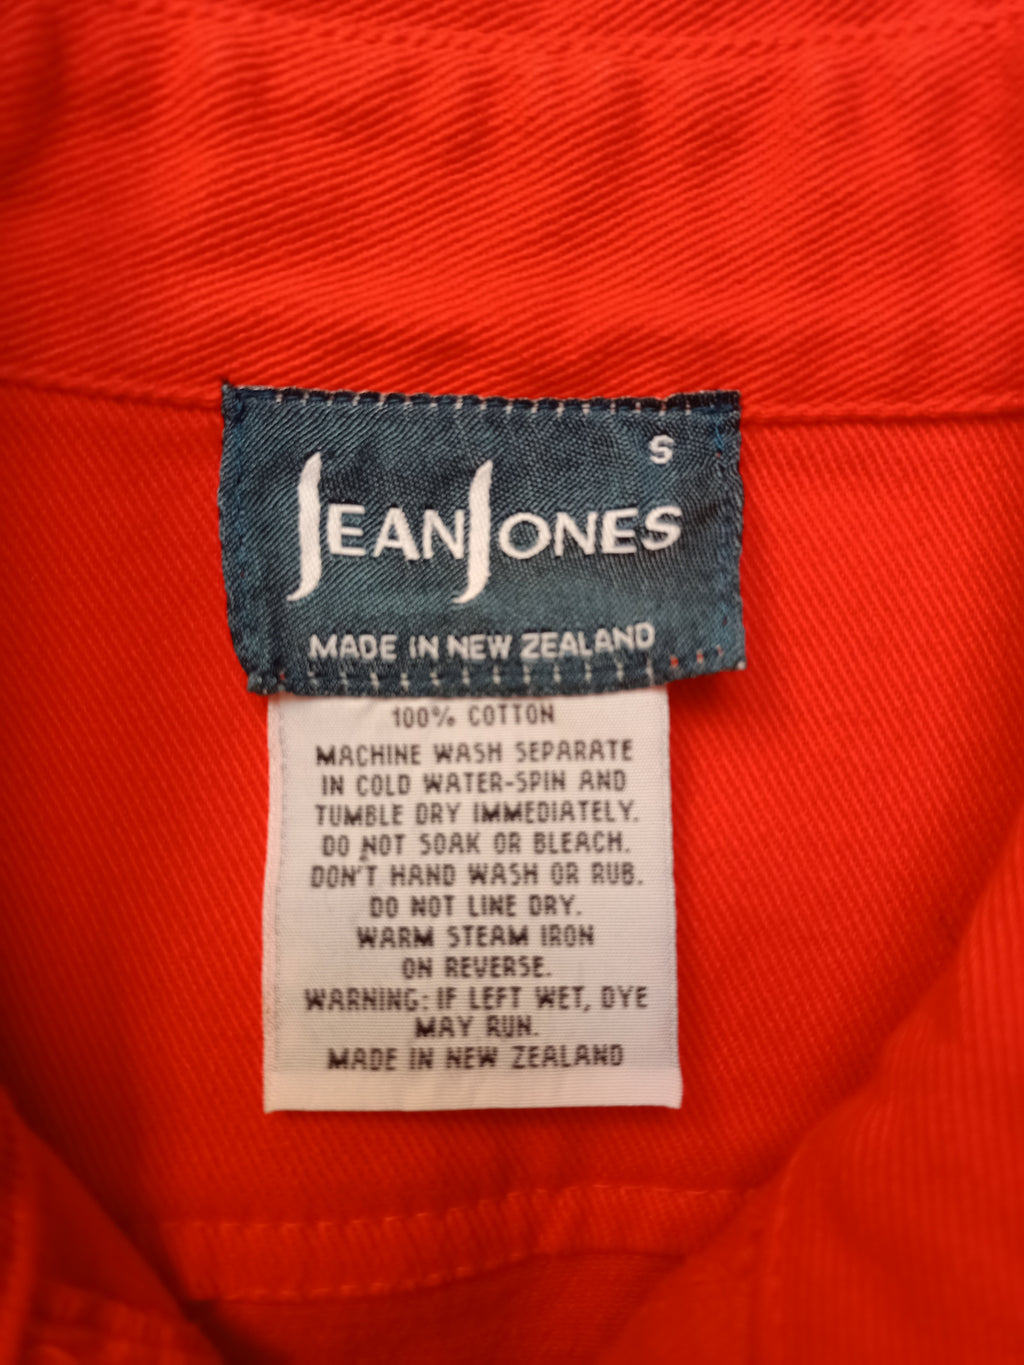 S
JEANJONES
MADE IN NEW ZEALAND
100% COTTON
MACHINE WASH SEPARATE
IN COLD WATER-SPIN AND
TUMBLE DRY IMMEDIATELY.
DO NOT SOAK OR BLEACH.
DON'T HAND WASH OR RUB.
DO NOT LINE DRY.
WARM STEAM IRON
ON REVERSE.
WARNING: IF LEFT WET, DYE
MAY RUN.
MADE IN NEW ZEALAND